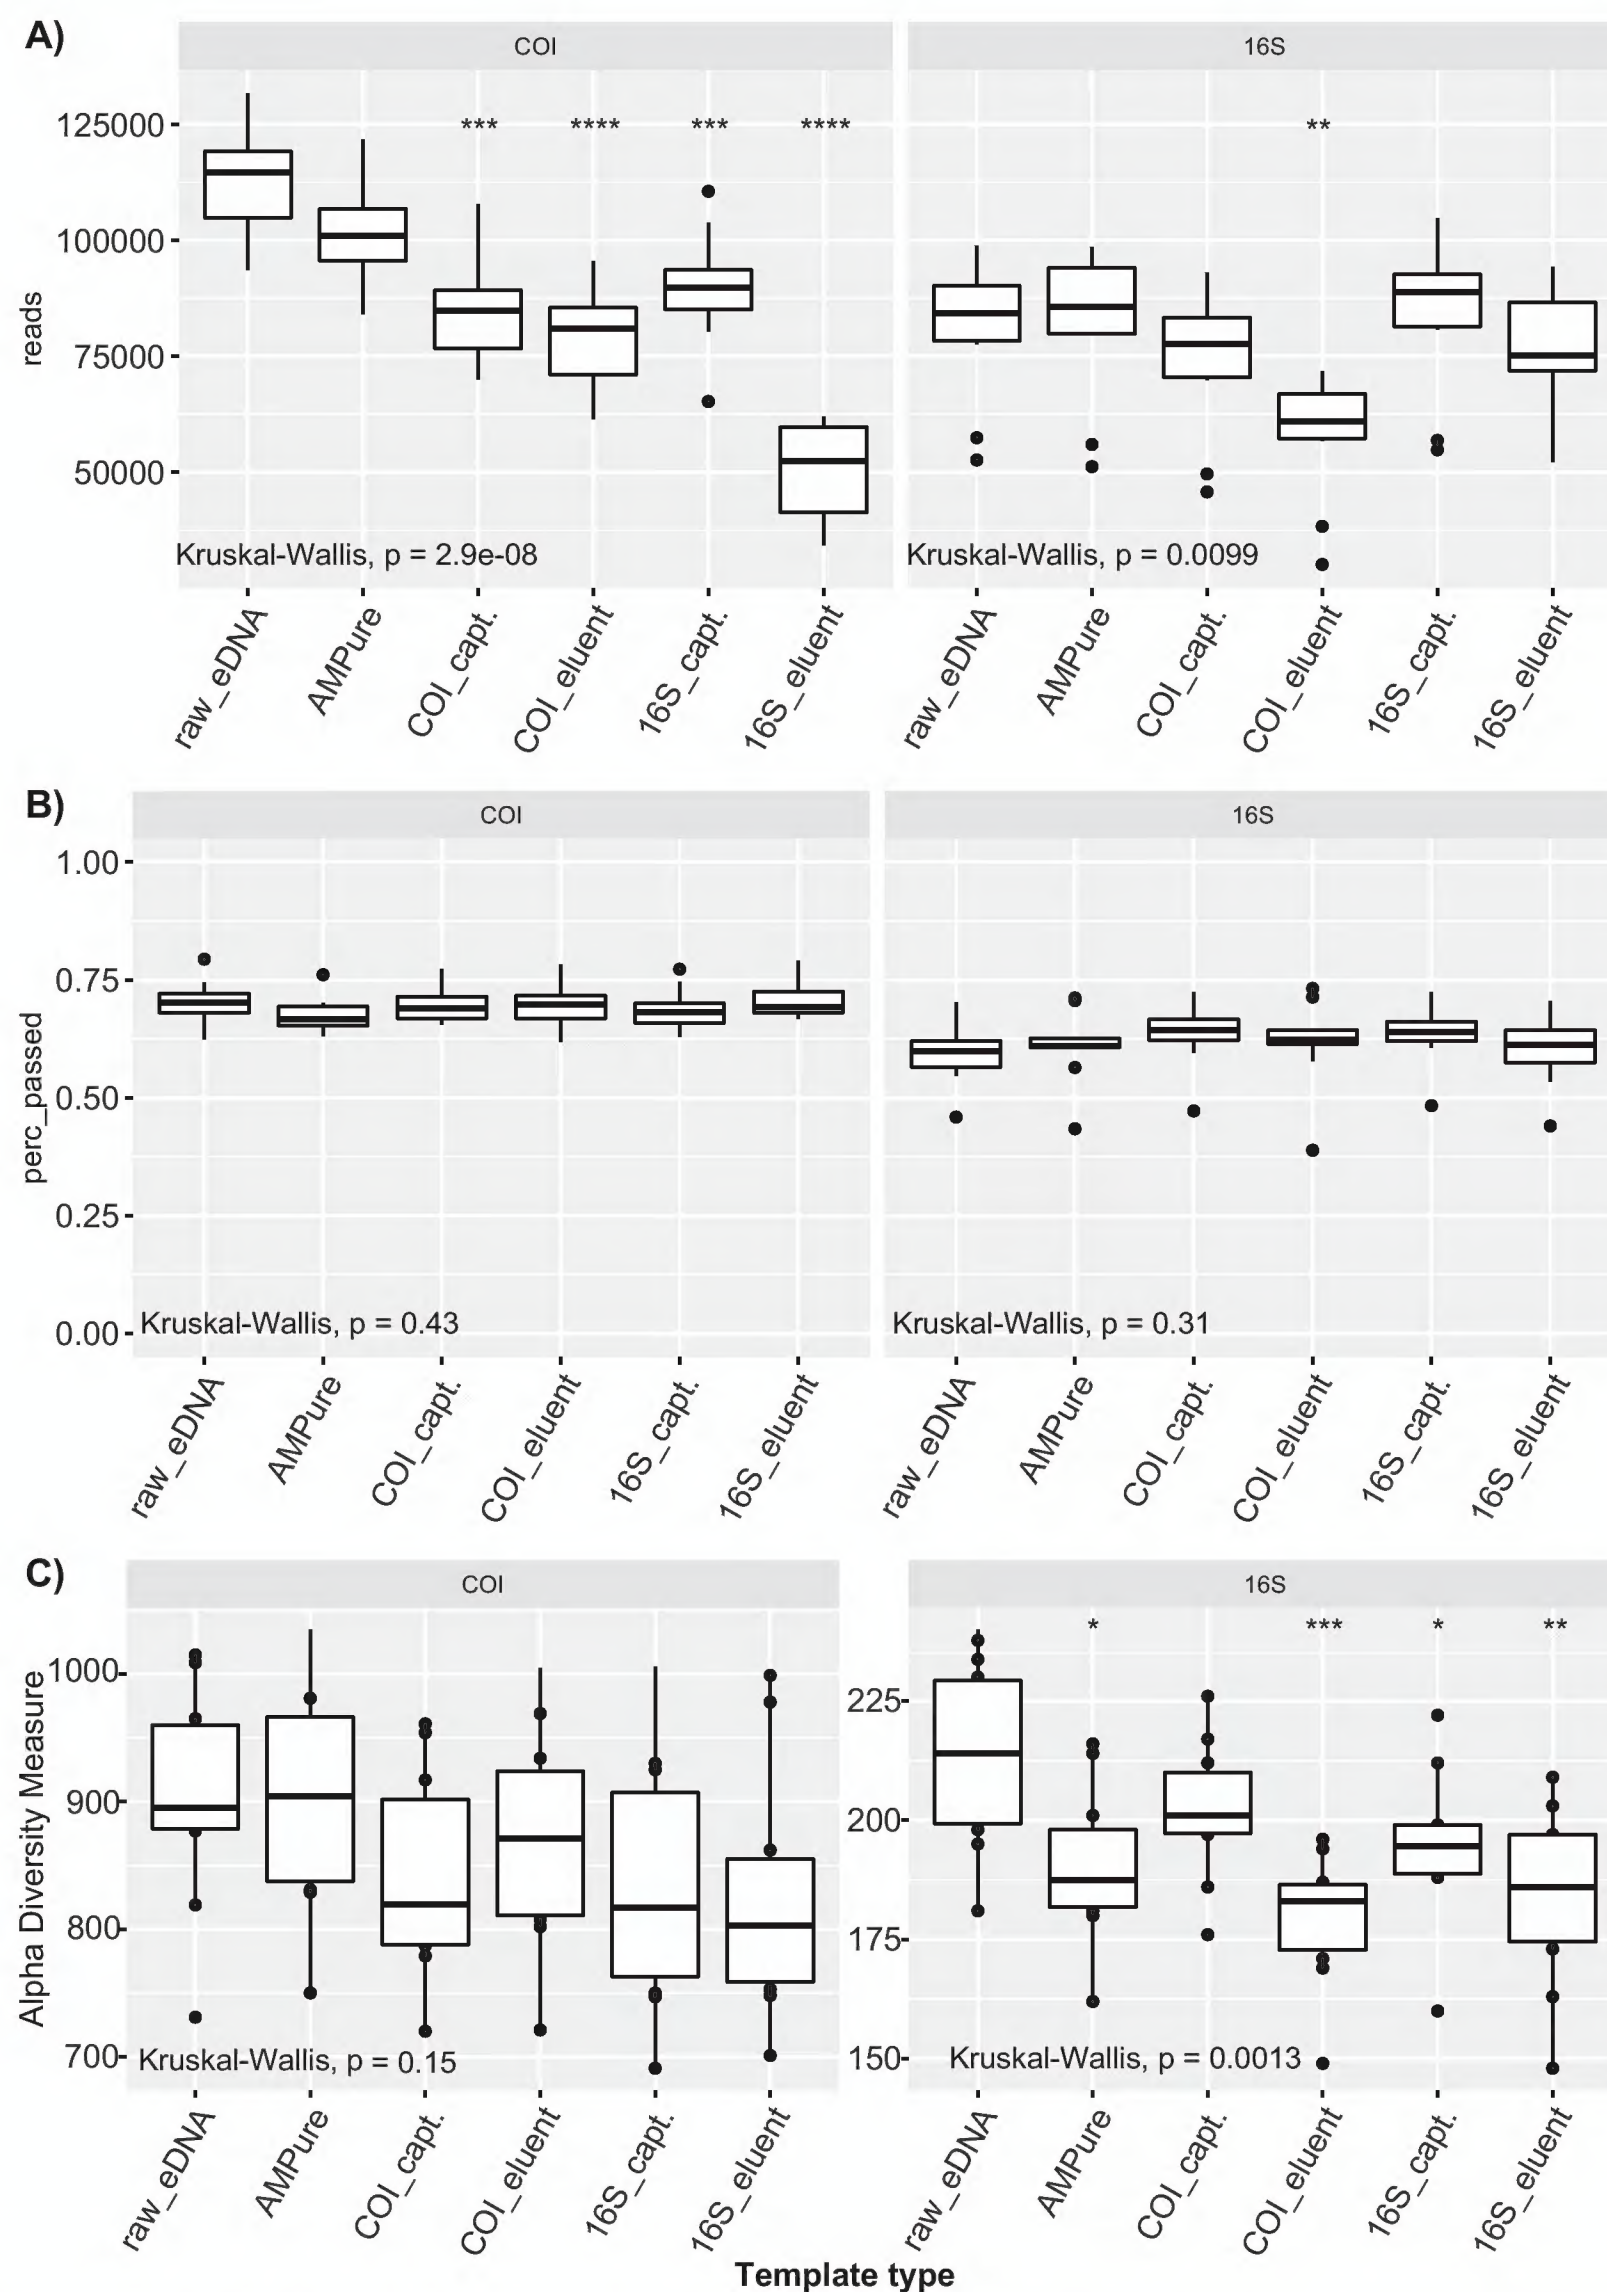 A)
COI
16S
125000
100000
75000
50000
reads
*** **** *** ****
**
Kruskal-Wallis, p = 2.9e-08
Kruskal-Wallis, p = 0.0099
raw_eDNA AMPure COI_capt. COI_eluent 16S_capt. 16S_eluent
raw_eDNA AMPure COI_capt. COI_eluent 16S_capt. 16S_eluent
B)
COI
16S
1.00
0.75
0.50
0.25
0.00
perc_passed
Kruskal-Wallis, p = 0.43
Kruskal-Wallis, p = 0.31
raw_eDNA AMPure COI_capt. COI_eluent 16S_capt. 16S_eluent
raw_eDNA AMPure COI_capt. COI_eluent 16S_capt. 16S_eluent
C)
COI
16S
1000
900
800
700
Alpha Diversity Measure
Kruskal-Wallis, p = 0.15
* *** * **
225
200
175
150
Kruskal-Wallis, p = 0.0013
raw_eDNA AMPure COI_capt. COI_eluent 16S_capt. 16S_eluent
raw_eDNA AMPure COI_capt. COI_eluent 16S_capt. 16S_eluent
Template type